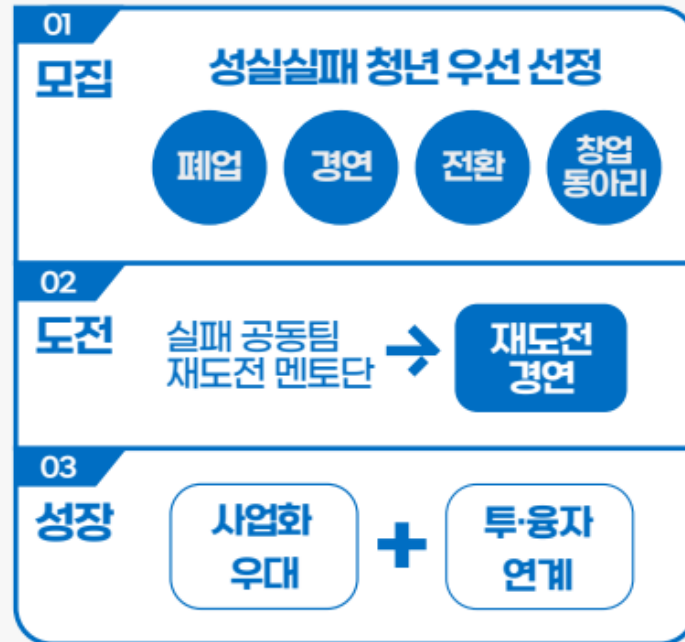 01
모집
성실실패 청년 우선 선정
폐업
경연
전환
창업
동아리
02
도전
실패 공동팀
재도전 멘토단
재도전
경연
03
성장
사업화
우대
투·융자
연계